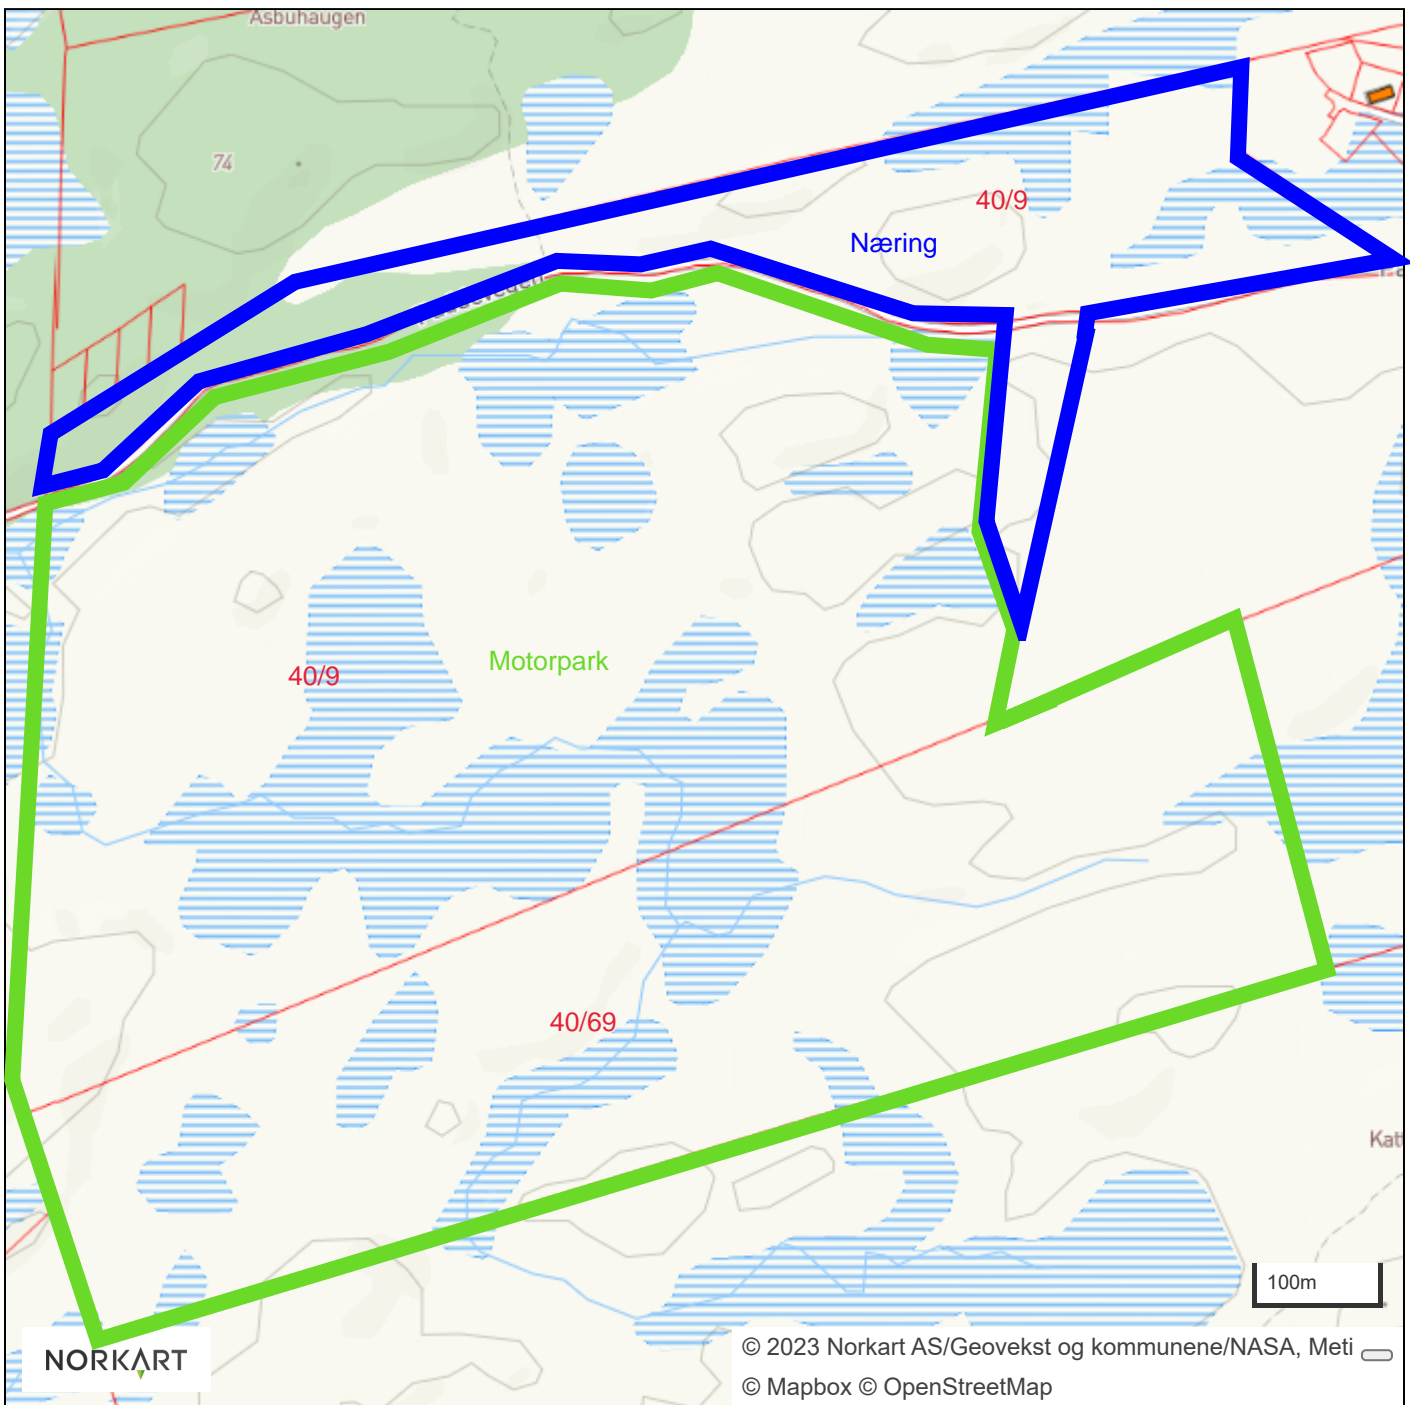 Åsbuhaugen
74
40/9
Næring
Motorpark
40/9
40/69
Katt
100m
NORKART
© 2023 Norkart AS/Geovekst og kommunene/NASA, Meti
© Mapbox © OpenStreetMap